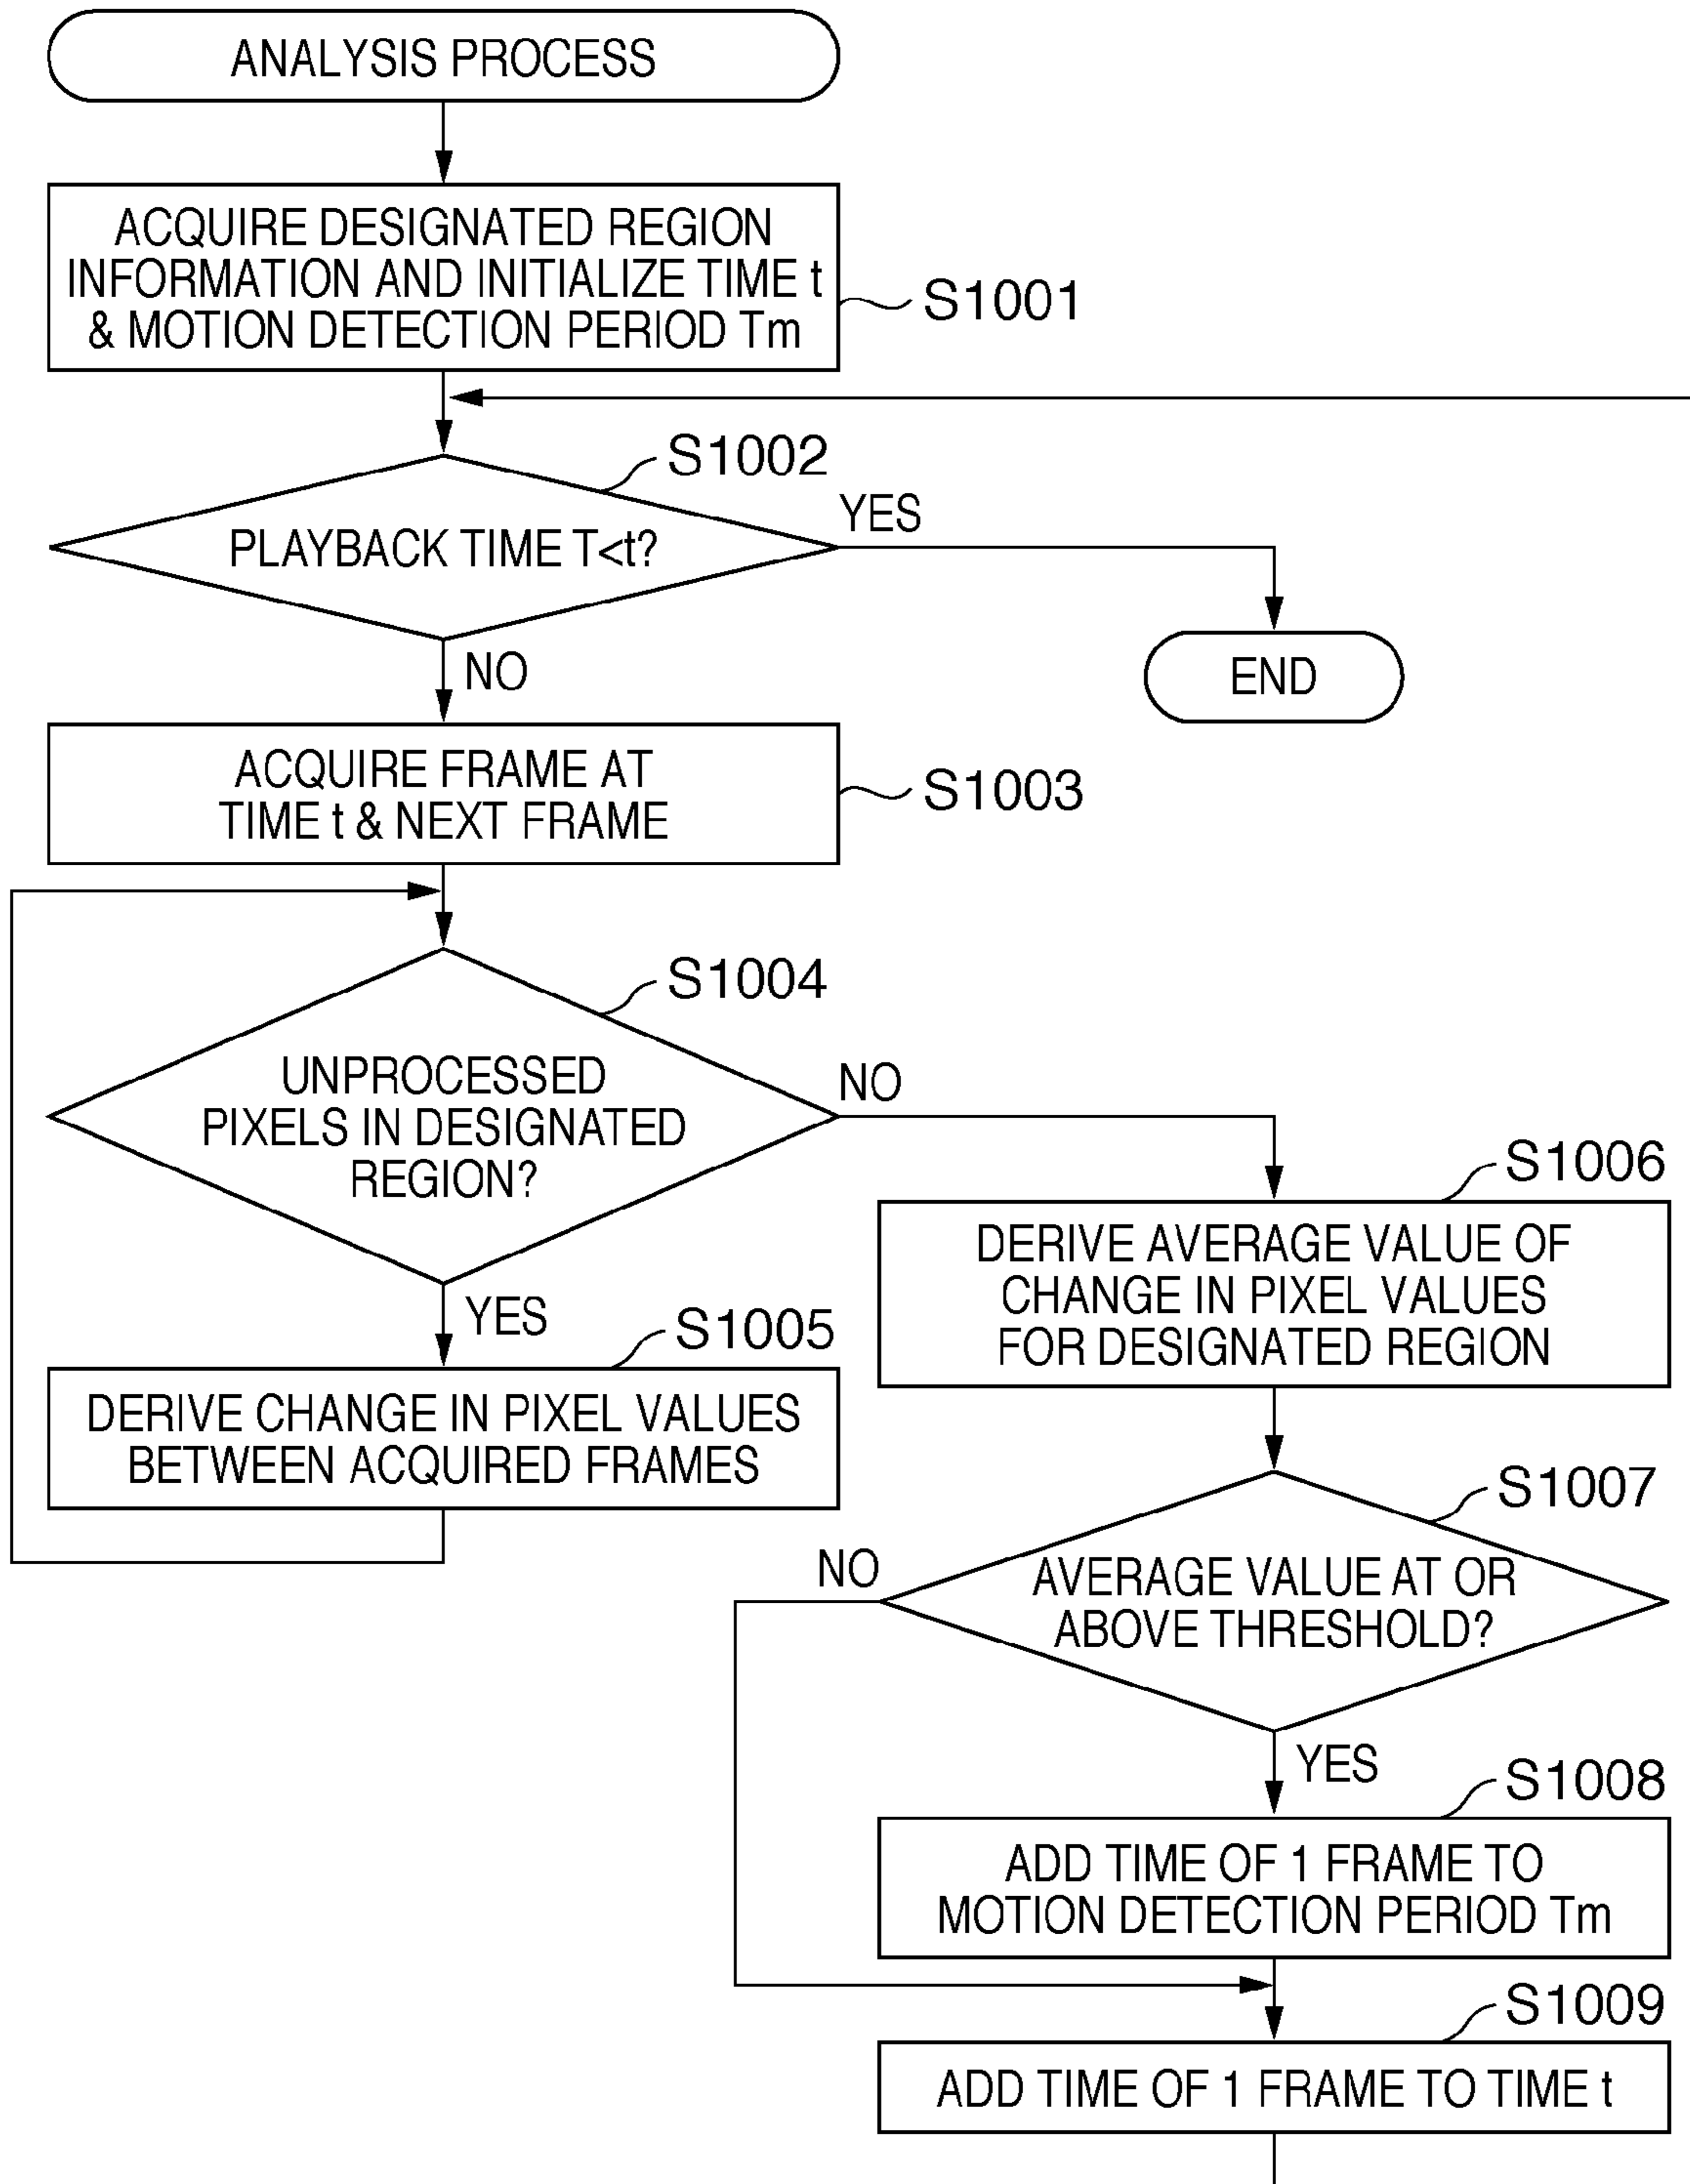 ANALYSIS PROCESS
ACQUIRE DESIGNATED REGION
INFORMATION AND INITIALIZE TIME t
& MOTION DETECTION PERIOD Tm
S1001
S1002
PLAYBACK TIME T<t?
YES
END
NO
ACQUIRE FRAME AT
TIME t & NEXT FRAME
S1003
S1004
UNPROCESSED
PIXELS IN DESIGNATED
REGION?
NO
YES
S1005
DERIVE CHANGE IN PIXEL VALUES
BETWEEN ACQUIRED FRAMES
S1006
DERIVE AVERAGE VALUE OF
CHANGE IN PIXEL VALUES
FOR DESIGNATED REGION
S1007
NO
AVERAGE VALUE AT OR
ABOVE THRESHOLD?
YES
S1008
ADD TIME OF 1 FRAME TO
MOTION DETECTION PERIOD Tm
S1009
ADD TIME OF 1 FRAME TO TIME t